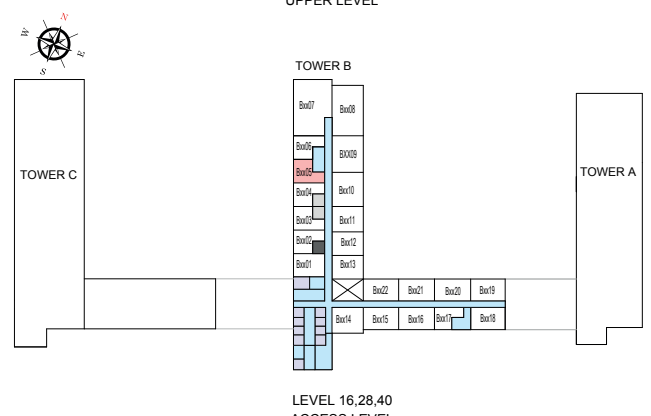 UPPER LEVEL
N
W
E
S
TOWER B
Bxx07
Bxx08
Bxx06
BXX09
Bxx05
TOWER C
TOWER A
Bxx04
Bxx10
Bxx03
Bxx11
Bxx02
Bxx12
Bxx01
Bxx13
Bxx22
Bxx21
Bxx20
Bxx19
Bxx14
Bxx15
Bxx16
Bxx17
Bxx18
LEVEL 16,28,40
ACCESS LEVEL